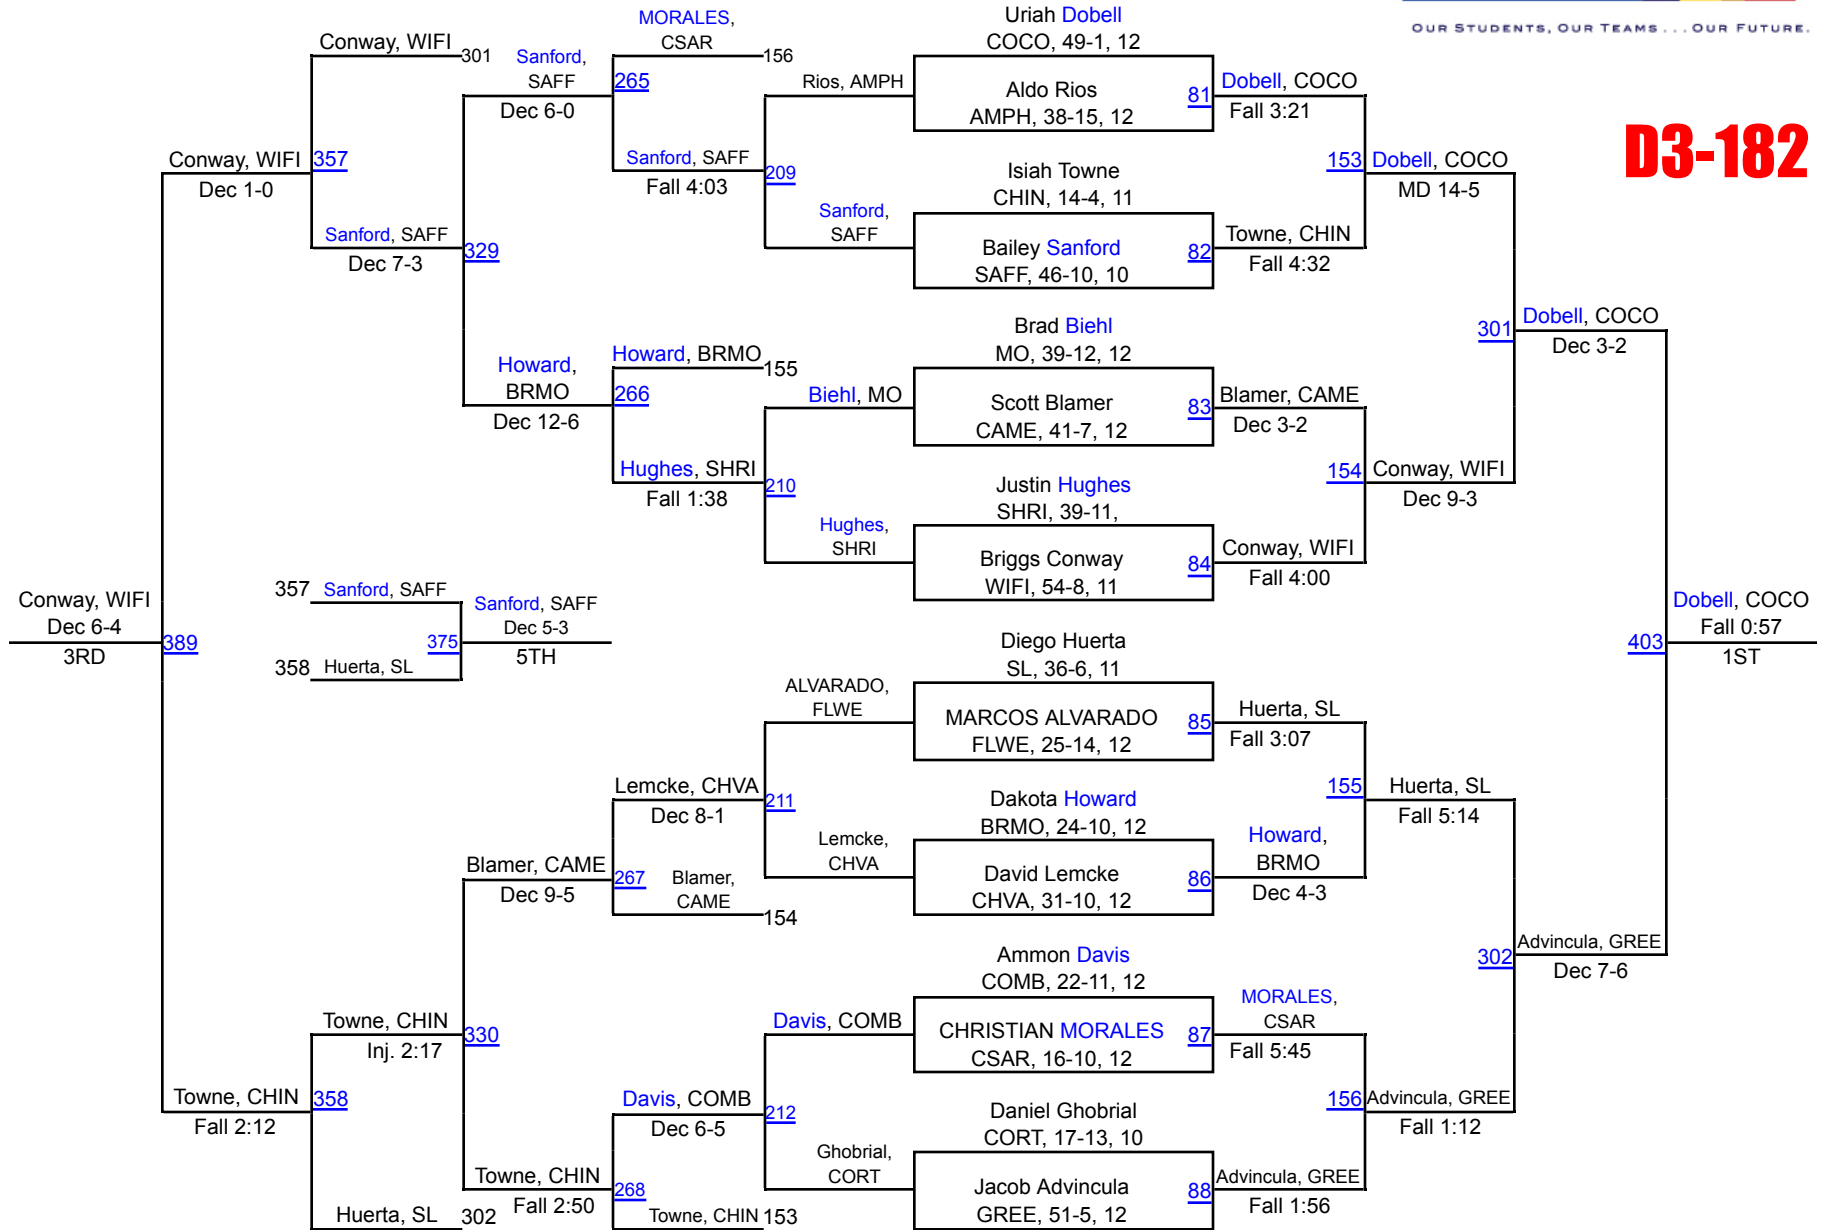 OUR STUDENTS, OUR TEAMS . . . OUR FUTURE.
D3-182
Conway, WIFI
301
357
Conway, WIFI
Dec 1-0
Sanford, SAFF
Dec 7-3
329
Sanford,
SAFF
Dec 6-0
265
MORALES,
CSAR
156
Sanford, SAFF
Fall 4:03
209
Rios, AMPH
Sanford,
SAFF
Howard,
BRMO
Dec 12-6
266
Howard, BRMO
155
Hughes, SHRI
Fall 1:38
210
Biehl, MO
Hughes,
SHRI
Uriah Dobell
COCO, 49-1, 12
Aldo Rios
AMPH, 38-15, 12
81
Dobell, COCO
Fall 3:21
Isiah Towne
CHIN, 14-4, 11
Bailey Sanford
SAFF, 46-10, 10
82
Towne, CHIN
Fall 4:32
153
Dobell, COCO
MD 14-5
Brad Biehl
MO, 39-12, 12
Scott Blamer
CAME, 41-7, 12
83
Blamer, CAME
Dec 3-2
Justin Hughes
SHRI, 39-11,
Briggs Conway
WIFI, 54-8, 11
84
Conway, WIFI
Fall 4:00
154
Conway, WIFI
Dec 9-3
301
Dobell, COCO
Dec 3-2
Conway, WIFI
Dec 6-4
3RD
389
357
Sanford, SAFF
358
Huerta, SL
375
Sanford, SAFF
Dec 5-3
5TH
403
Dobell, COCO
Fall 0:57
1ST
Diego Huerta
SL, 36-6, 11
MARCOS ALVARADO
FLWE, 25-14, 12
85
Huerta, SL
Fall 3:07
Dakota Howard
BRMO, 24-10, 12
David Lemcke
CHVA, 31-10, 12
86
Howard,
BRMO
Dec 4-3
155
Huerta, SL
Fall 5:14
Ammon Davis
COMB, 22-11, 12
CHRISTIAN MORALES
CSAR, 16-10, 12
87
MORALES,
CSAR
Fall 5:45
Daniel Ghobrial
CORT, 17-13, 10
Jacob Advincula
GREE, 51-5, 12
88
Advincula, GREE
Fall 1:56
156
Advincula, GREE
Fall 1:12
302
Advincula, GREE
Dec 7-6
ALVARADO,
FLWE
Lemcke, CHVA
Dec 8-1
211
Lemcke,
CHVA
Blamer, CAME
Dec 9-5
267
Blamer,
CAME
154
Towne, CHIN
Inj. 2:17
330
Davis, COMB
Davis, COMB
Dec 6-5
212
Ghobrial,
CORT
Towne, CHIN
Fall 2:12
358
Towne, CHIN
Fall 2:50
268
Towne, CHIN
153
Huerta, SL
302